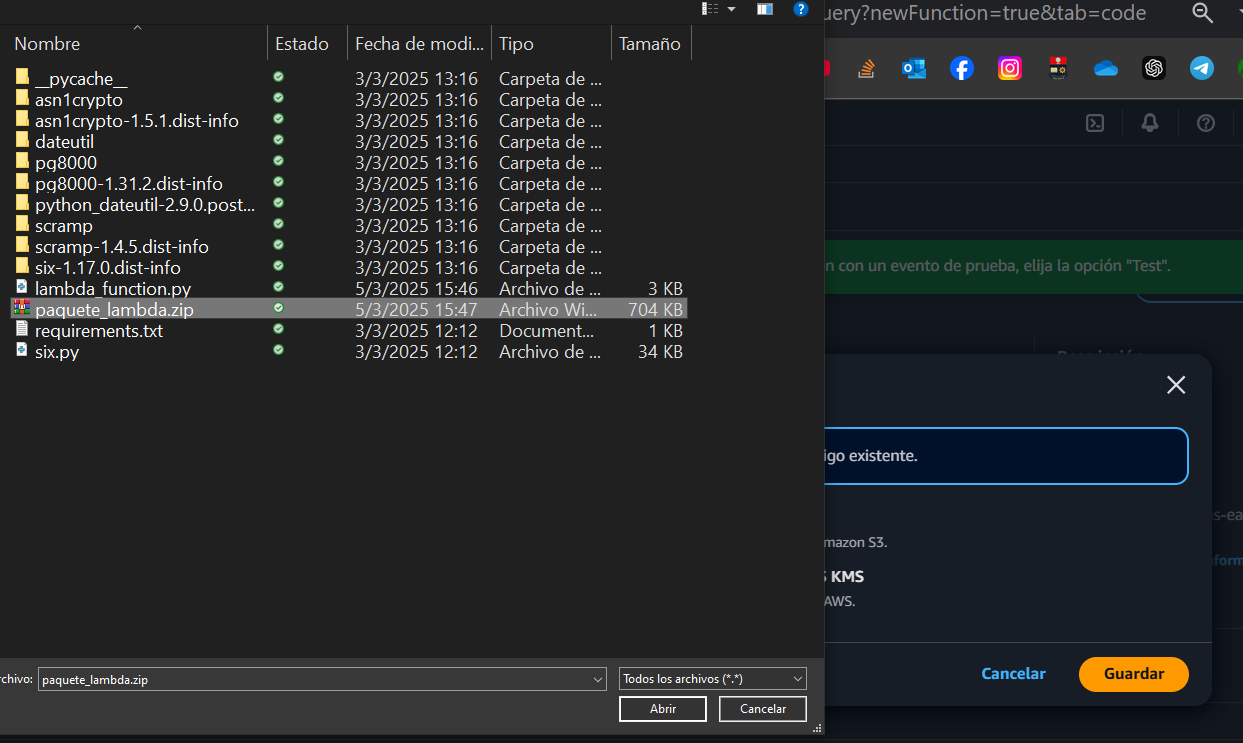 uery?newFunction=true&tab=code
Nombre Estado Fecha de modi... Tipo Tamaño
__pycache__ 3/3/2025 13:16 Carpeta de ...
asn1crypto 3/3/2025 13:16 Carpeta de ...
asn1crypto-1.5.1.dist-info 3/3/2025 13:16 Carpeta de ...
dateutil 3/3/2025 13:16 Carpeta de ...
pg8000 3/3/2025 13:16 Carpeta de ...
pg8000-1.31.2.dist-info 3/3/2025 13:16 Carpeta de ...
python_dateutil-2.9.0.post... 3/3/2025 13:16 Carpeta de ...
scramp 3/3/2025 13:16 Carpeta de ...
scramp-1.4.5.dist-info 3/3/2025 13:16 Carpeta de ...
six-1.17.0.dist-info 3/3/2025 13:16 Carpeta de ...
lambda_function.py 5/3/2025 15:46 Archivo de ... 3 KB
paquete_lambda.zip 5/3/2025 15:47 Archivo Wi... 704 KB
requirements.txt 3/3/2025 12:12 Document... 1 KB
six.py 3/3/2025 12:12 Archivo de ... 34 KB
n con un evento de prueba, elija la opción "Test".
igo existente.
s-ea
mazon S3.
form
KMS
AWS.
Cancelar Guardar
rchivo: paquete_lambda.zip Todos los archivos (*.*)
Abrir Cancelar